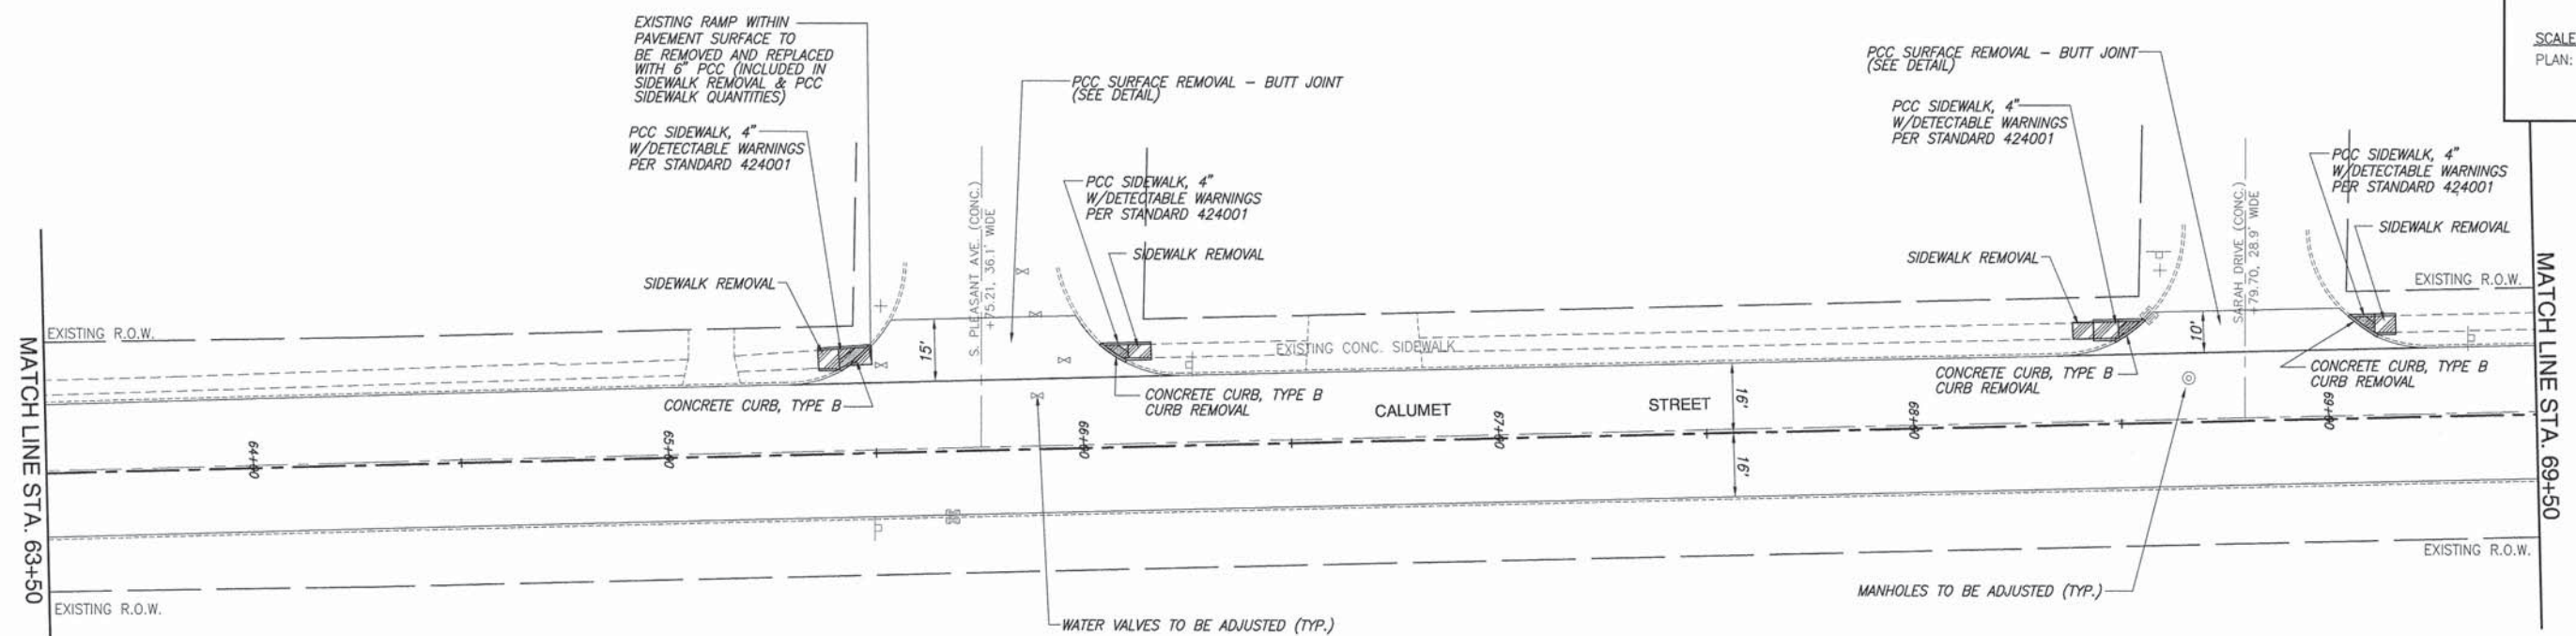 EXISTING RAMP WITHIN
PAVEMENT SURFACE TO
BE REMOVED AND REPLACED
WITH 6" PCC (INCLUDED IN
SIDEWALK REMOVAL & PCC
SIDEWALK QUANTITIES)
PCC SIDEWALK, 4"
W/DETECTABLE WARNINGS
PER STANDARD 424001
SIDEWALK REMOVAL
CONCRETE CURB, TYPE B
PCC SURFACE REMOVAL – BUTT JOINT
(SEE DETAIL)
S. PLEASANT AVE. (CONC.)
+75.21, 36.1' WIDE
15'
PCC SIDEWALK, 4"
W/DETECTABLE WARNINGS
PER STANDARD 424001
SIDEWALK REMOVAL
CONCRETE CURB, TYPE B
CURB REMOVAL
EXISTING CONC. SIDEWALK
PCC SURFACE REMOVAL – BUTT JOINT
(SEE DETAIL)
PCC SIDEWALK, 4"
W/DETECTABLE WARNINGS
PER STANDARD 424001
SIDEWALK REMOVAL
CONCRETE CURB, TYPE B
CURB REMOVAL
SARAH DRIVE (CONC.)
+79.70, 28.9' WIDE
10'
PCC SIDEWALK, 4"
W/DETECTABLE WARNINGS
PER STANDARD 424001
SIDEWALK REMOVAL
CONCRETE CURB, TYPE B
CURB REMOVAL
SCALE
PLAN:
EXISTING R.O.W.
EXISTING R.O.W.
MATCH LINE STA. 63+50
MATCH LINE STA. 69+50
CALUMET STREET
16'
16'
64+00
65+00
66+00
67+00
68+00
69+00
EXISTING R.O.W.
EXISTING R.O.W.
WATER VALVES TO BE ADJUSTED (TYP.)
MANHOLES TO BE ADJUSTED (TYP.)